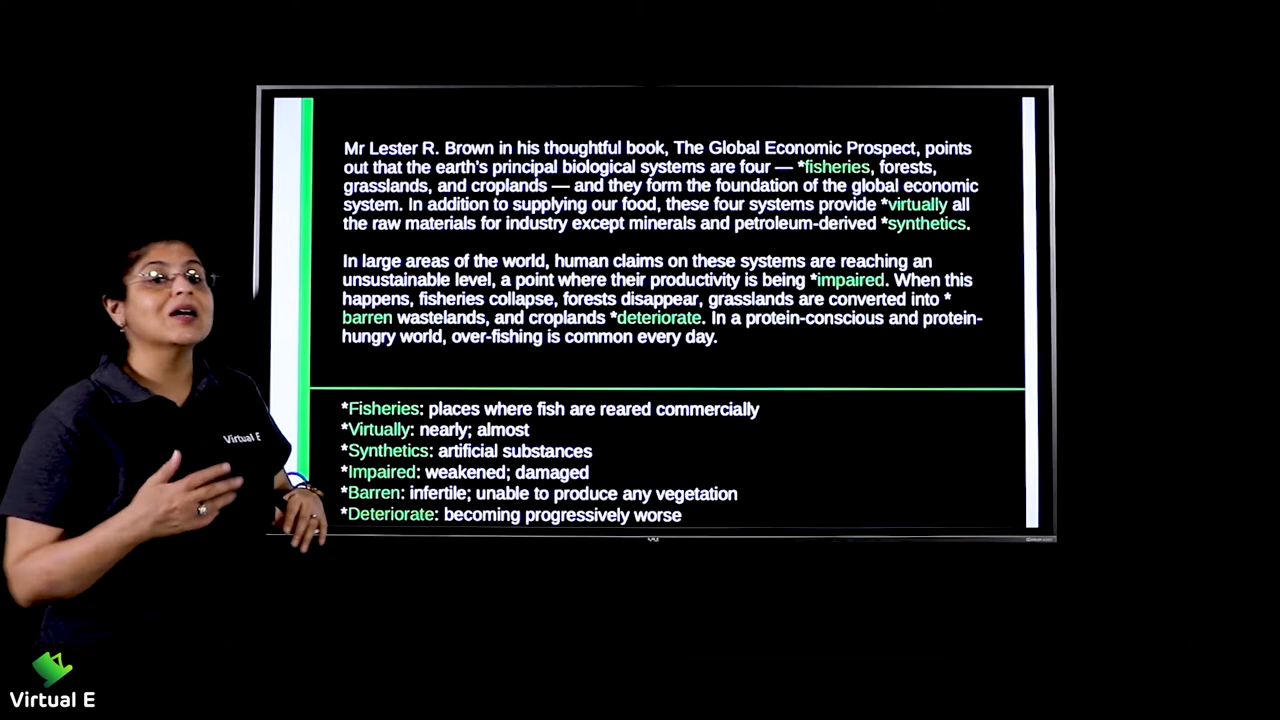 Mr Lester R. Brown in his thoughtful book, The Global Economic Prospect, points
out that the earth's principal biological systems are four — *fisheries, forests,
grasslands, and croplands — and they form the foundation of the global economic
system. In addition to supplying our food, these four systems provide *virtually all
the raw materials for industry except minerals and petroleum-derived *synthetics.
In large areas of the world, human claims on these systems are reaching an
unsustainable level, a point where their productivity is being *impaired. When this
happens, fisheries collapse, forests disappear, grasslands are converted into *
barren wastelands, and croplands *deteriorate. In a protein-conscious and protein-
hungry world, over-fishing is common every day.
*Fisheries: places where fish are reared commercially
*Virtually: nearly; almost
*Synthetics: artificial substances
*Impaired: weakened; damaged
*Barren: infertile; unable to produce any vegetation
*Deteriorate: becoming progressively worse
Virtual E
Virtual E